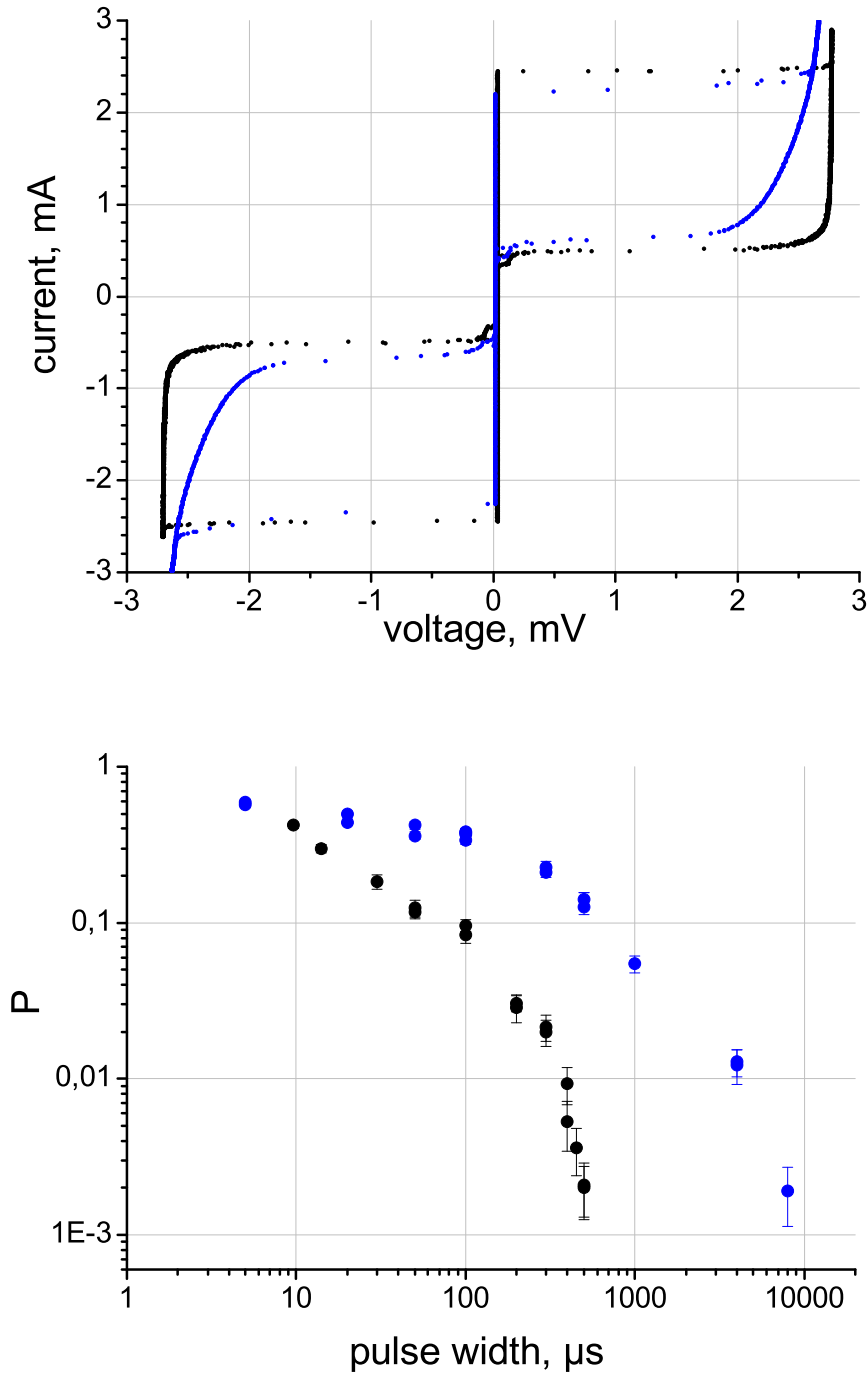 3
2
1
0
-1
-2
-3
current, mA
-3 -2 -1 0 1 2 3
voltage, mV
1
0,1
0,01
1E-3
P
1 10 100 1000 10000
pulse width, µs